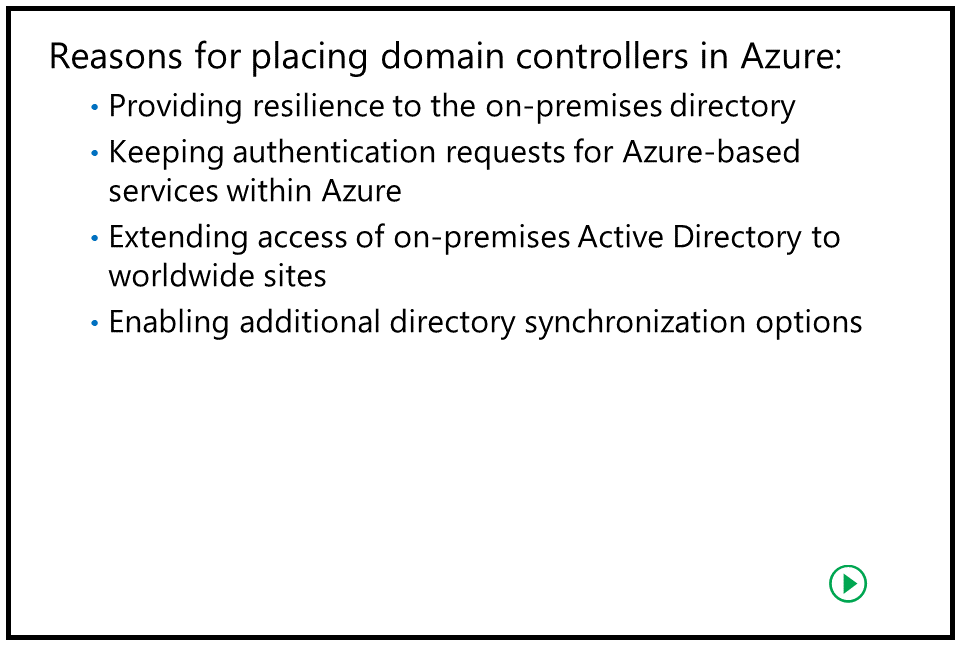 Reasons for placing domain controllers in Azure:
• Providing resilience to the on-premises directory
• Keeping authentication requests for Azure-based
services within Azure
• Extending access of on-premises Active Directory to
worldwide sites
• Enabling additional directory synchronization options